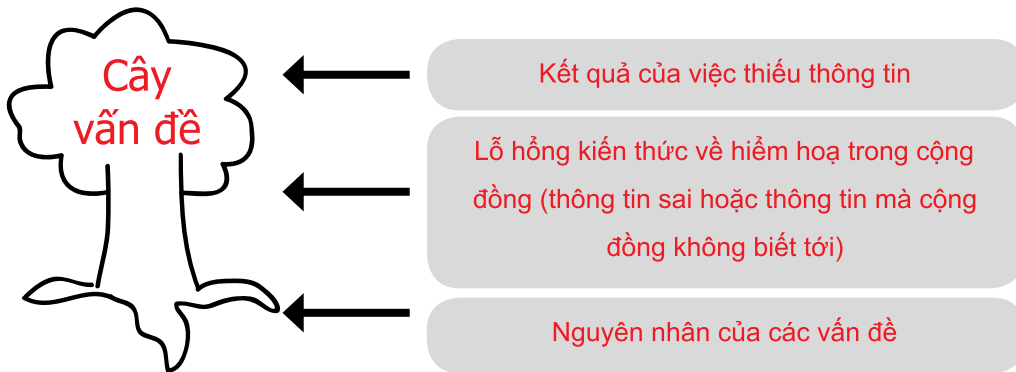 Cây
vấn đề
Kết quả của việc thiếu thông tin
Lỗ hổng kiến thức về hiểm hoạ trong cộng
đồng (thông tin sai hoặc thông tin mà cộng
đồng không biết tới)
Nguyên nhân của các vấn đề